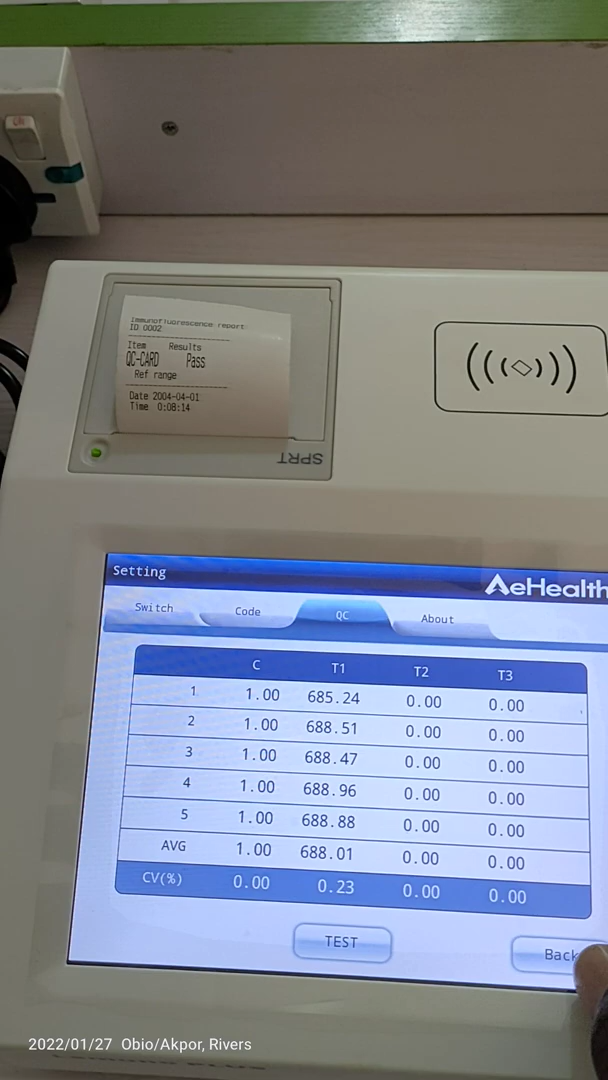 Immunofluorescence report
ID 0002
Item Results
QC-CARD Pass
Ref range
Date 2004-04-01
Time 0:08:14
SPRT
Setting
AeHealth
Switch Code QC About
C T1 T2 T3
1 1.00 685.24 0.00 0.00
2 1.00 688.51 0.00 0.00
3 1.00 688.47 0.00 0.00
4 1.00 688.96 0.00 0.00
5 1.00 688.88 0.00 0.00
AVG 1.00 688.01 0.00 0.00
CV(%) 0.00 0.23 0.00 0.00
TEST Back
2022/01/27 Obio/Akpor, Rivers